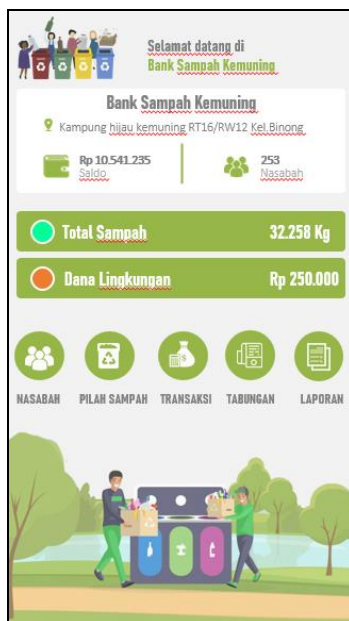 Selamat datang di
Bank Sampah Kemuning
Bank Sampah Kemuning
Kampung hijau kemuning RT16/RW12 Kel.Binong
Rp 10.541.235
Saldo
253
Nasabah
Total Sampah 32.258 Kg
Dana Lingkungan Rp 250.000
NASABAH PILAH SAMPAH TRANSAKSI TABUNGAN LAPORAN